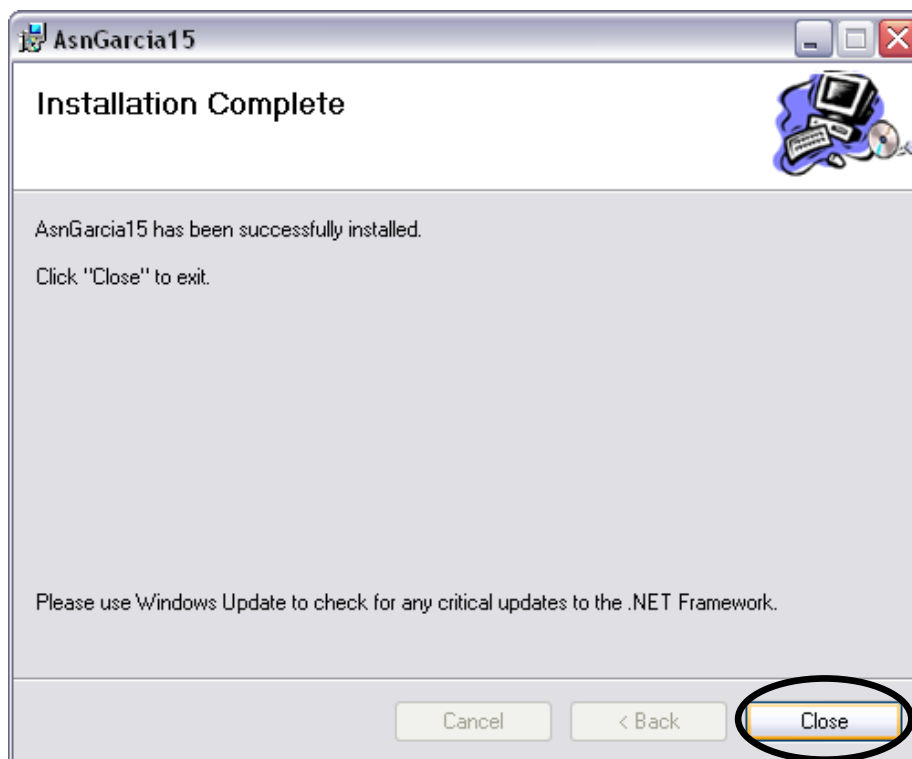 AsnGarcia15
Installation Complete
AsnGarcia15 has been successfully installed.
Click "Close" to exit.
Please use Windows Update to check for any critical updates to the .NET Framework.
Cancel
< Back
Close